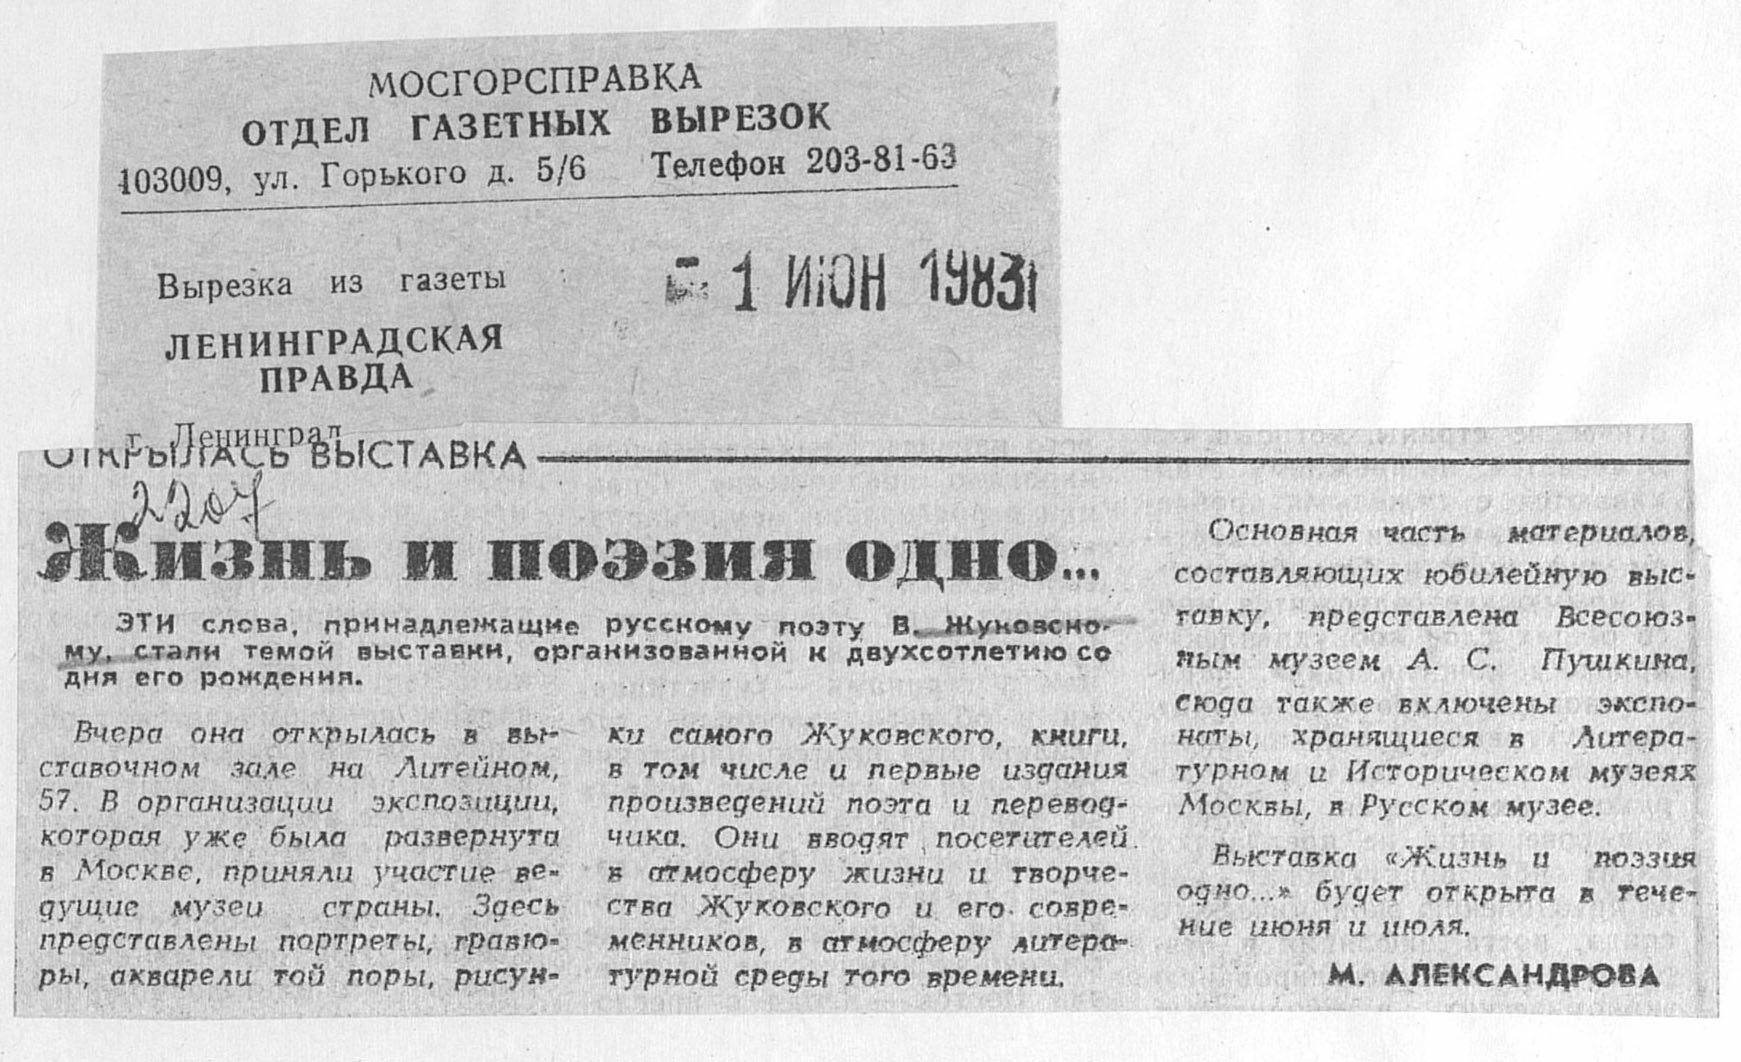 МОСГОРСПРАВКА
ОТДЕЛ ГАЗЕТНЫХ ВЫРЕЗОК
103009, ул. Горького д. 5/6 Телефон 203-81-63
Вырезка из газеты
1 ИЮН 1983
ЛЕНИНГРАДСКАЯ
ПРАВДА
г. Ленинград
ОТКРЫЛАСЬ ВЫСТАВКА
2207
Жизнь и поэзия одно...
ЭТИ слова, принадлежащие русскому поэту В. Жуковско-
му, стали темой выставки, организованной к двухсотлетию со
дня его рождения.
Вчера она открылась в вы-
ставочном зале на Литейном,
57. В организации экспозиции,
которая уже была развернута
в Москве, приняли участие ве-
дущие музеи страны. Здесь
представлены портреты, гравю-
ры, акварели той поры, рисун-
ки самого Жуковского, книги,
в том числе и первые издания
произведений поэта и перевод-
чика. Они вводят посетителей
в атмосферу жизни и творче-
ства Жуковского и его совре-
менников, в атмосферу литера-
турной среды того времени.
Основная часть материалов,
составляющих юбилейную выс-
тавку, представлена Всесоюз-
ным музеем А. С. Пушкина,
сюда также включены экспо-
наты, хранящиеся в Литера-
турном и Историческом музеях
Москвы, в Русском музее.
Выставка «Жизнь и поэзия
одно...» будет открыта в тече-
ние июня и июля.
М. АЛЕКСАНДРОВА